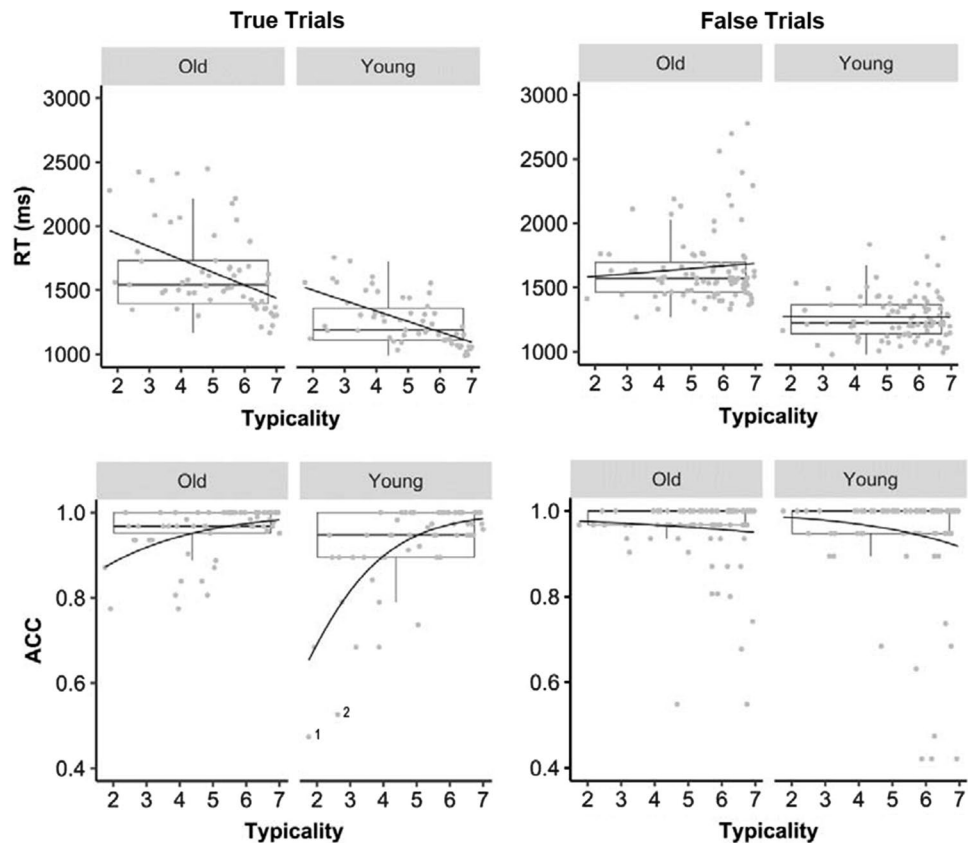 True Trials
False Trials
Old
Young
Old
Young
RT (ms)
3000
2500
2000
1500
1000
3000
2500
2000
1500
1000
2 3 4 5 6 7
2 3 4 5 6 7
2 3 4 5 6 7
2 3 4 5 6 7
Typicality
Typicality
Old
Young
Old
Young
ACC
1.0
0.8
0.6
0.4
1.0
0.8
0.6
0.4
2
1
2 3 4 5 6 7
2 3 4 5 6 7
2 3 4 5 6 7
2 3 4 5 6 7
Typicality
Typicality